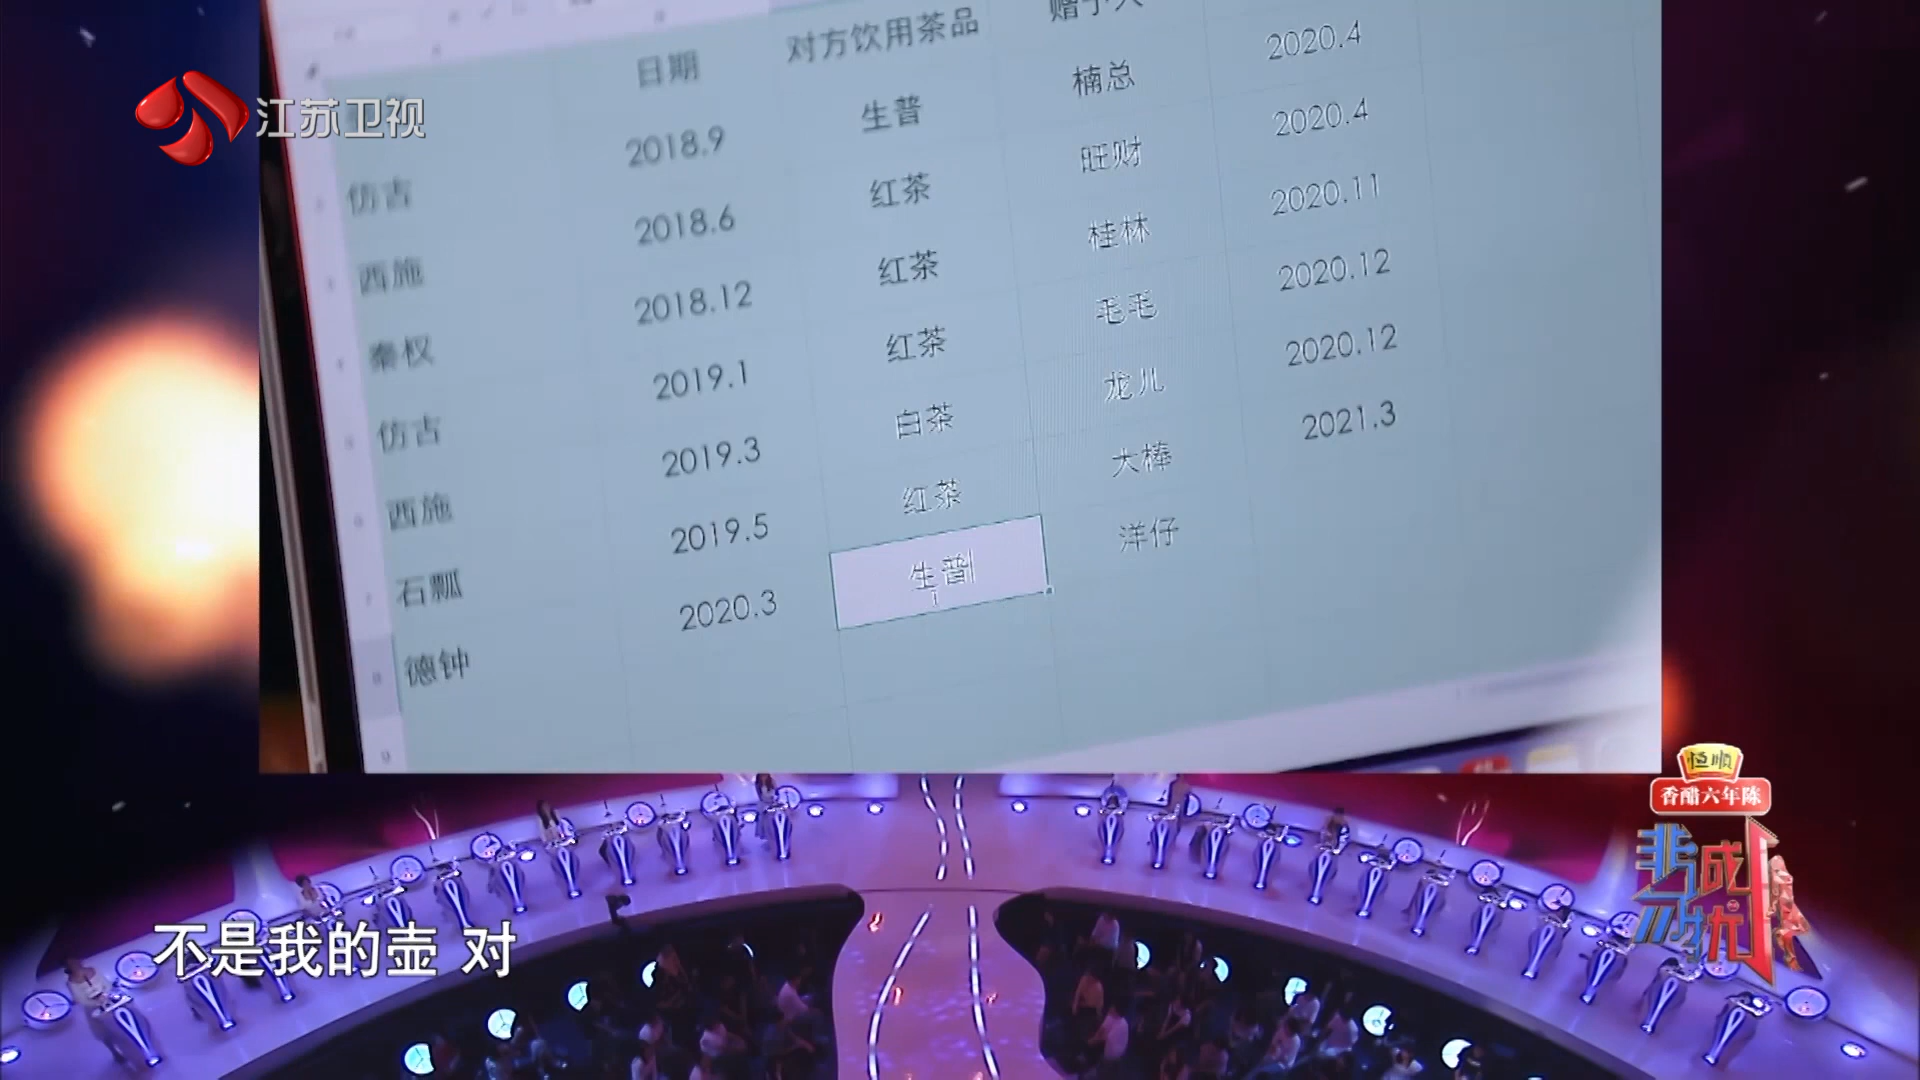 江苏卫视
日期 对方饮用茶品
仿古 2018.9 生普 楠总 2020.4
西施 2018.6 红茶 旺财 2020.4
秦权 2018.12 红茶 桂林 2020.11
仿古 2019.1 红茶 毛毛 2020.12
西施 2019.3 白茶 龙儿 2020.12
石瓢 2019.5 红茶 大棒 2021.3
德钟 2020.3 生普 洋仔
恒顺
香醋六年陈
非诚勿扰
不是我的壶 对